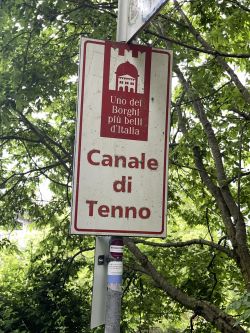 Uno dei
Borghi
più belli
d'Italia
Canale
di
Tenno